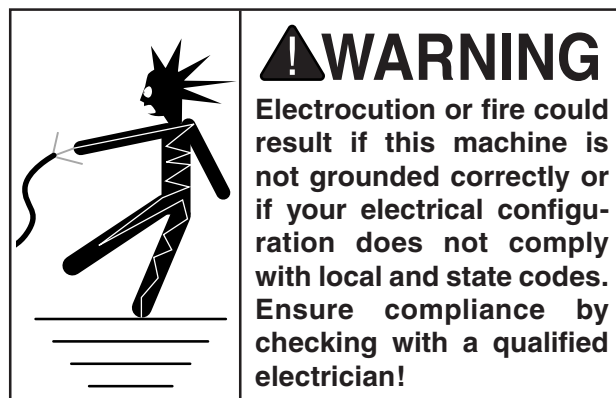 WARNING
Electrocution or fire could
result if this machine is
not grounded correctly or
if your electrical configu-
ration does not comply
with local and state codes.
Ensure compliance by
checking with a qualified
electrician!